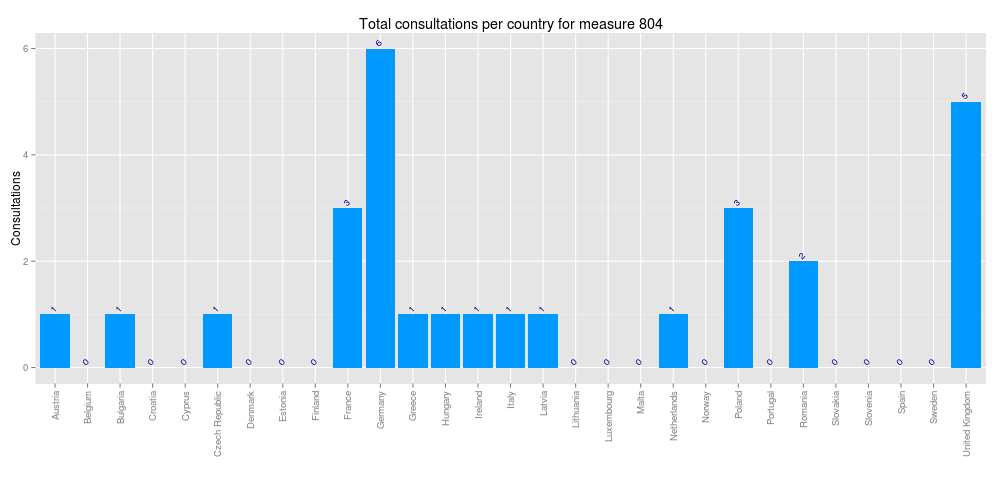 Total consultations per country for measure 804
Consultations
6
4
2
0
1 0 1 0 0 1 0 0 0 3 6 1 1 1 1 1 0 0 0 1 0 3 0 2 0 0 0 0 5
Austria
Belgium
Bulgaria
Croatia
Cyprus
Czech Republic
Denmark
Estonia
Finland
France
Germany
Greece
Hungary
Ireland
Italy
Latvia
Lithuania
Luxembourg
Malta
Netherlands
Norway
Poland
Portugal
Romania
Slovakia
Slovenia
Spain
Sweden
United Kingdom